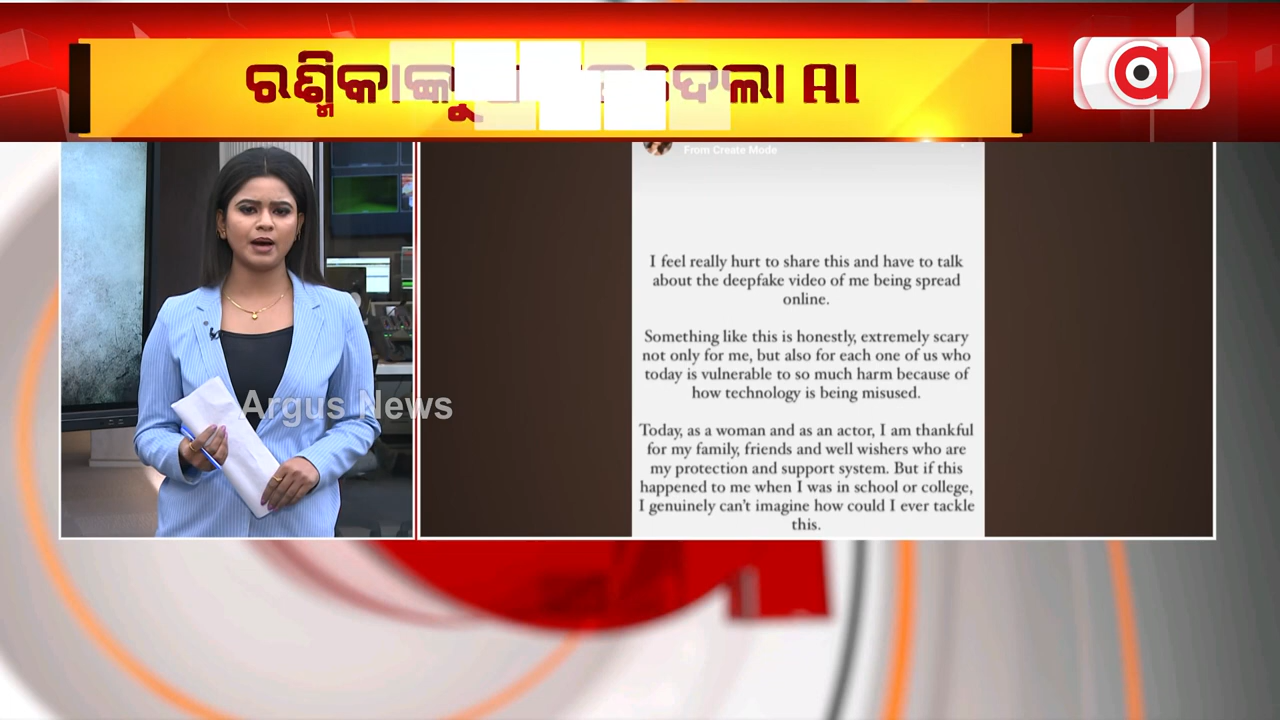 ରଶ୍ମିକାଙ୍କୁ ଦେଲା AI
a
From Create Mode
I feel really hurt to share this and have to talk
about the deepfake video of me being spread
online.
Something like this is honestly, extremely scary
not only for me, but also for each one of us who
today is vulnerable to so much harm because of
how technology is being misused.
Today, as a woman and as an actor, I am thankful
for my family, friends and well wishers who are
my protection and support system. But if this
happened to me when I was in school or college,
I genuinely can't imagine how could I ever tackle
this.
Argus News